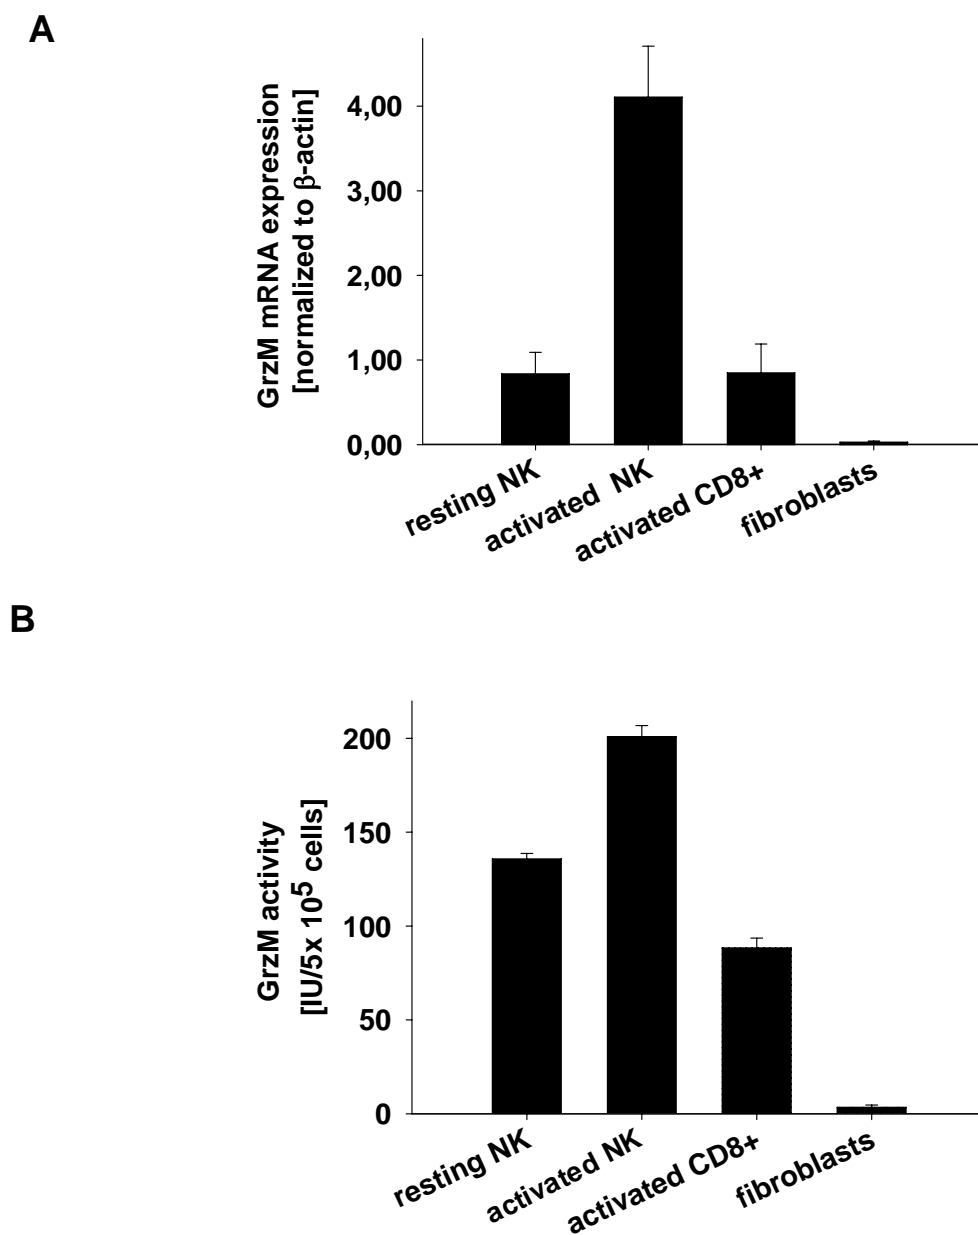 A
GrzM mRNA expression
[normalized to β-actin]
4,00
3,00
2,00
1,00
0,00
resting NK
activated NK
activated CD8+
fibroblasts
B
GrzM activity
[IU/5x 10⁵ cells]
200
150
100
50
0
resting NK
activated NK
activated CD8+
fibroblasts